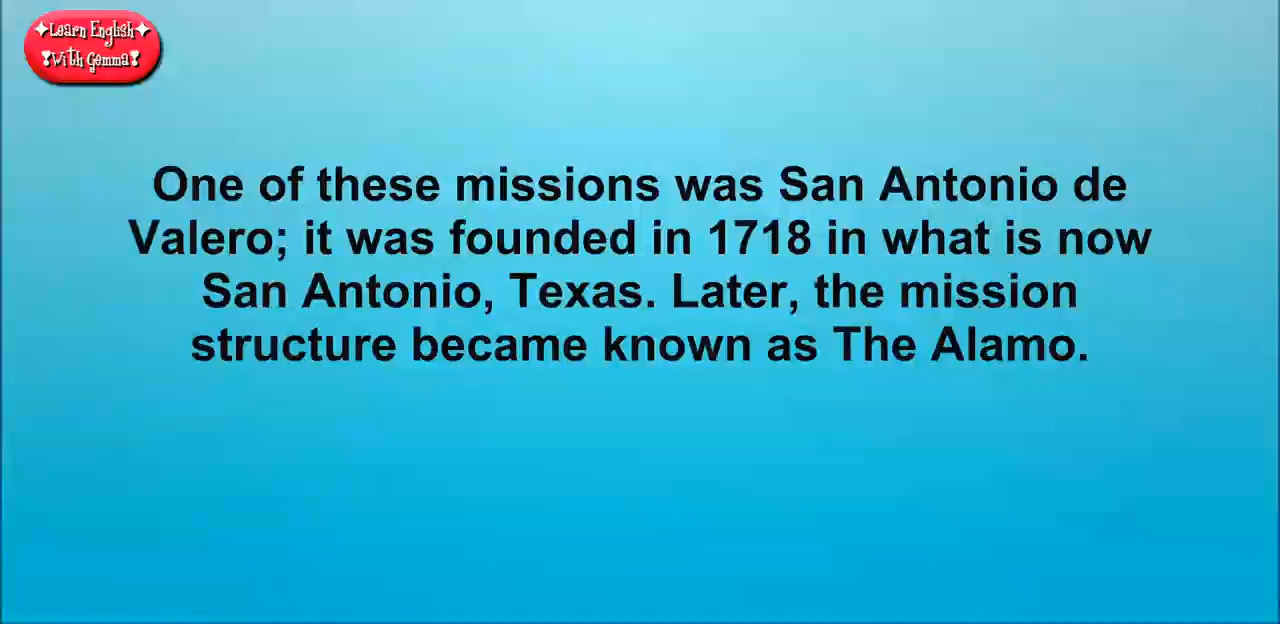 ✦Learn English✦
❣With Gemma❣
One of these missions was San Antonio de
Valero; it was founded in 1718 in what is now
San Antonio, Texas. Later, the mission
structure became known as The Alamo.